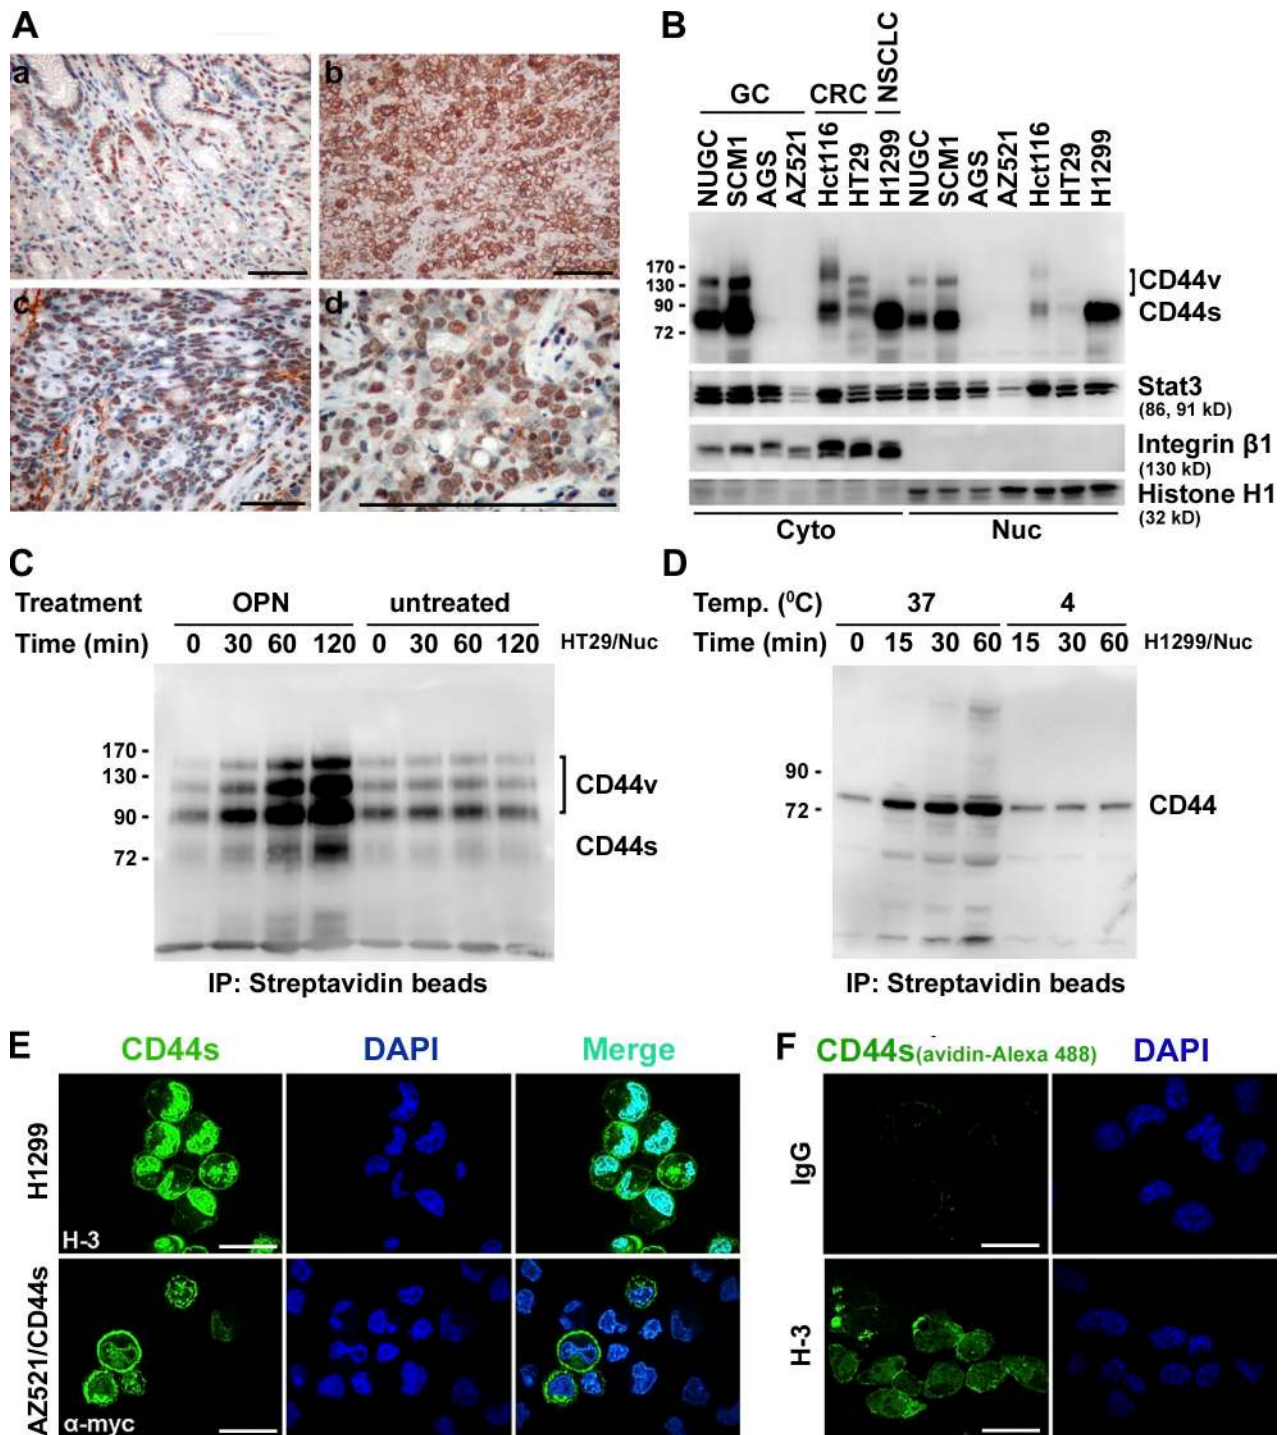 A
a
b
c
d
B
GC
CRC
NSCLC
NUGC
SCM1
AGS
AZ521
Hct116
HT29
H1299
NUGC
SCM1
AGS
AZ521
Hct116
HT29
H1299
170 -
130 -
90 -
72 -
CD44v
CD44s
Stat3
(86, 91 kD)
Integrin β1
(130 kD)
Histone H1
(32 kD)
Cyto
Nuc
C
Treatment OPN untreated
Time (min) 0 30 60 120 0 30 60 120 HT29/Nuc
170 -
130 -
90 -
72 -
CD44v
CD44s
IP: Streptavidin beads
D
Temp. (⁰C) 37 4
Time (min) 0 15 30 60 15 30 60 H1299/Nuc
90 -
72 -
CD44
IP: Streptavidin beads
E
CD44s DAPI Merge
H1299
H-3
AZ521/CD44s
α-myc
F
CD44s(avidin-Alexa 488) DAPI
IgG
H-3